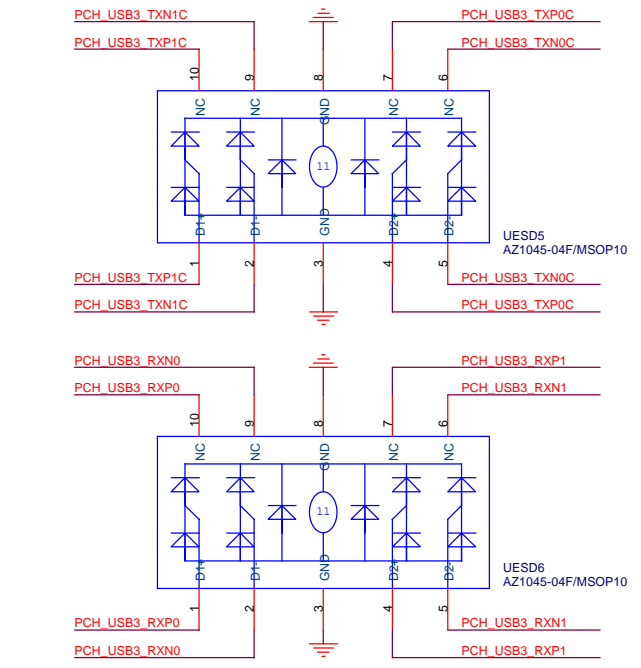 PCH_USB3_TXN1C
PCH_USB3_TXP0C
PCH_USB3_TXP1C
PCH_USB3_TXN0C
10 9 8 7 6
NC NC GND NC NC
11
D1+ D1- GND D2+ D2-
UESD5
AZ1045-04F/MSOP10
1 2 3 4 5
PCH_USB3_TXP1C
PCH_USB3_TXN0C
PCH_USB3_TXN1C
PCH_USB3_TXP0C
PCH_USB3_RXN0
PCH_USB3_RXP1
PCH_USB3_RXP0
PCH_USB3_RXN1
10 9 8 7 6
NC NC GND NC NC
11
D1+ D1- GND D2+ D2-
UESD6
AZ1045-04F/MSOP10
1 2 3 4 5
PCH_USB3_RXP0
PCH_USB3_RXN1
PCH_USB3_RXN0
PCH_USB3_RXP1